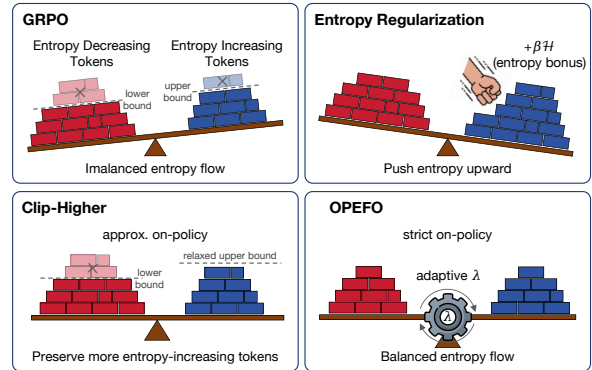 GRPO
Entropy Decreasing
Tokens
Entropy Increasing
Tokens
lower
bound
upper
bound
Imalanced entropy flow
Entropy Regularization
+βℋ
(entropy bonus)
Push entropy upward
Clip-Higher
approx. on-policy
relaxed upper bound
lower
bound
Preserve more entropy-increasing tokens
OPEFO
strict on-policy
adaptive λ
λ
Balanced entropy flow